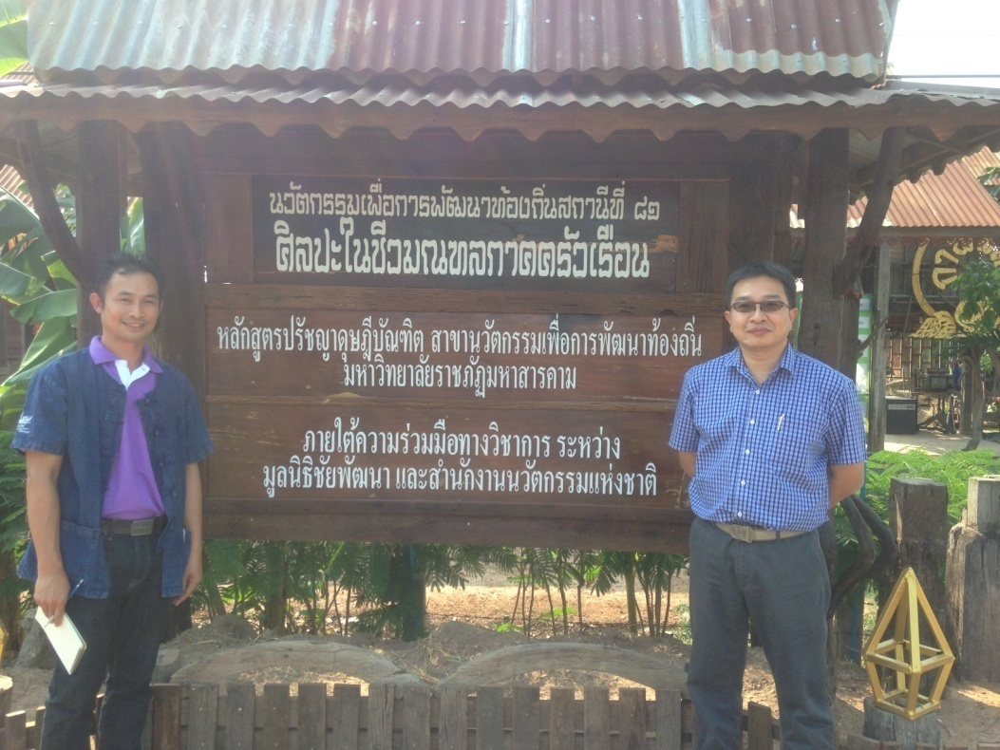 นวัตกรรมเพื่อการพัฒนาท้องถิ่นสถานีที่ ๘๒
ศิลปะในชีวมณฑลภาคครัวเรือน
หลักสูตรปรัชญาดุษฎีบัณฑิต สาขานวัตกรรมเพื่อการพัฒนาท้องถิ่น
มหาวิทยาลัยราชภัฏมหาสารคาม
ภายใต้ความร่วมมือทางวิชาการ ระหว่าง
มูลนิธิชัยพัฒนา และสำนักงานนวัตกรรมแห่งชาติ